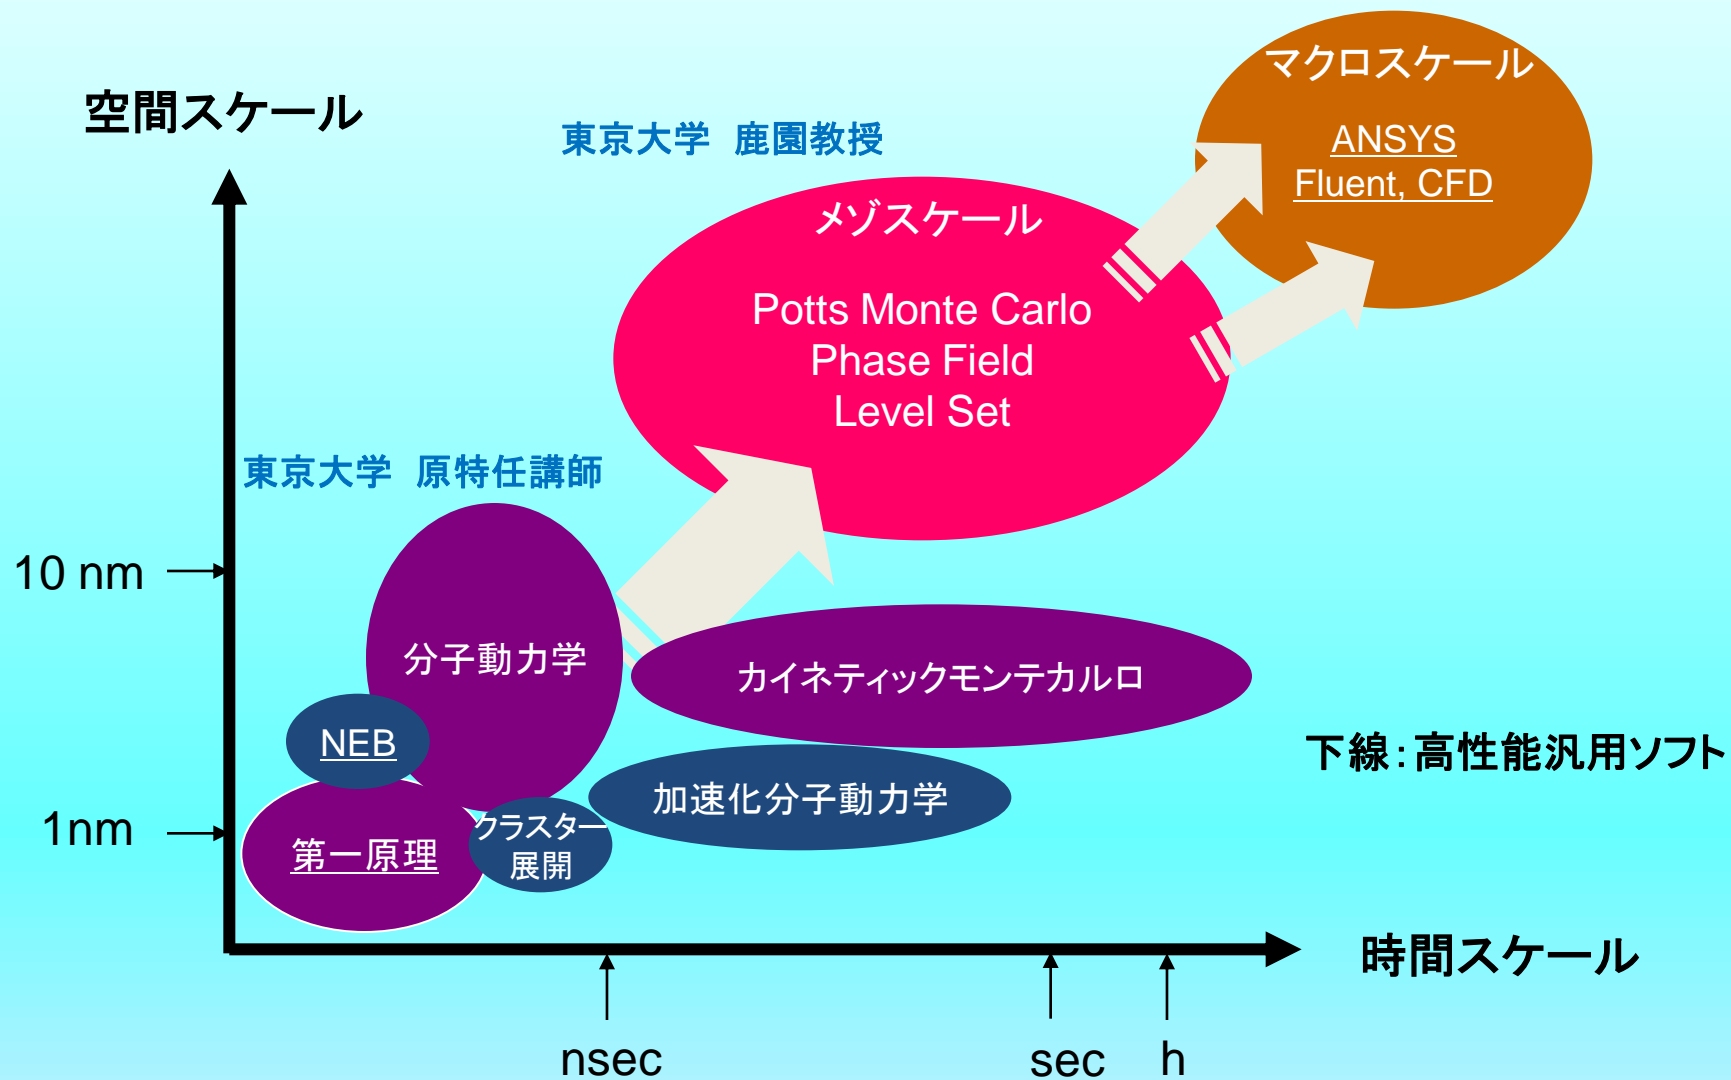 空間スケール
マクロスケール
ANSYS
Fluent, CFD
東京大学　鹿園教授
メゾスケール
Potts Monte Carlo
Phase Field
Level Set
東京大学　原特任講師
10 nm
分子動力学
カイネティックモンテカルロ
NEB
下線：高性能汎用ソフト
加速化分子動力学
1nm
第一原理
クラスター
展開
時間スケール
nsec
sec
h